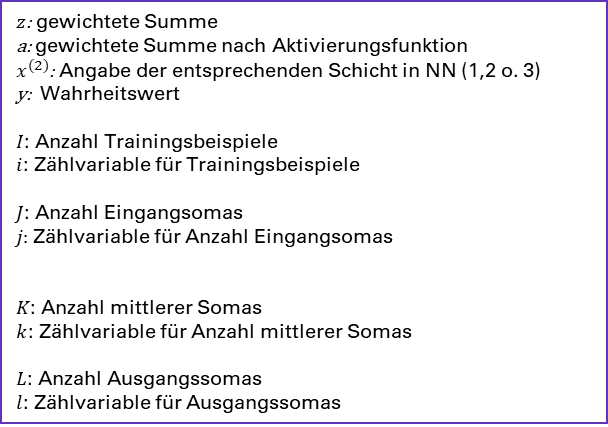 z: gewichtete Summe
a: gewichtete Summe nach Aktivierungsfunktion
x⁽²⁾: Angabe der entsprechenden Schicht in NN (1,2 o. 3)
y: Wahrheitswert
I: Anzahl Trainingsbeispiele
i: Zählvariable für Trainingsbeispiele
J: Anzahl Eingangsomas
j: Zählvariable für Anzahl Eingangsomas
K: Anzahl mittlerer Somas
k: Zählvariable für Anzahl mittlerer Somas
L: Anzahl Ausgangssomas
l: Zählvariable für Ausgangssomas